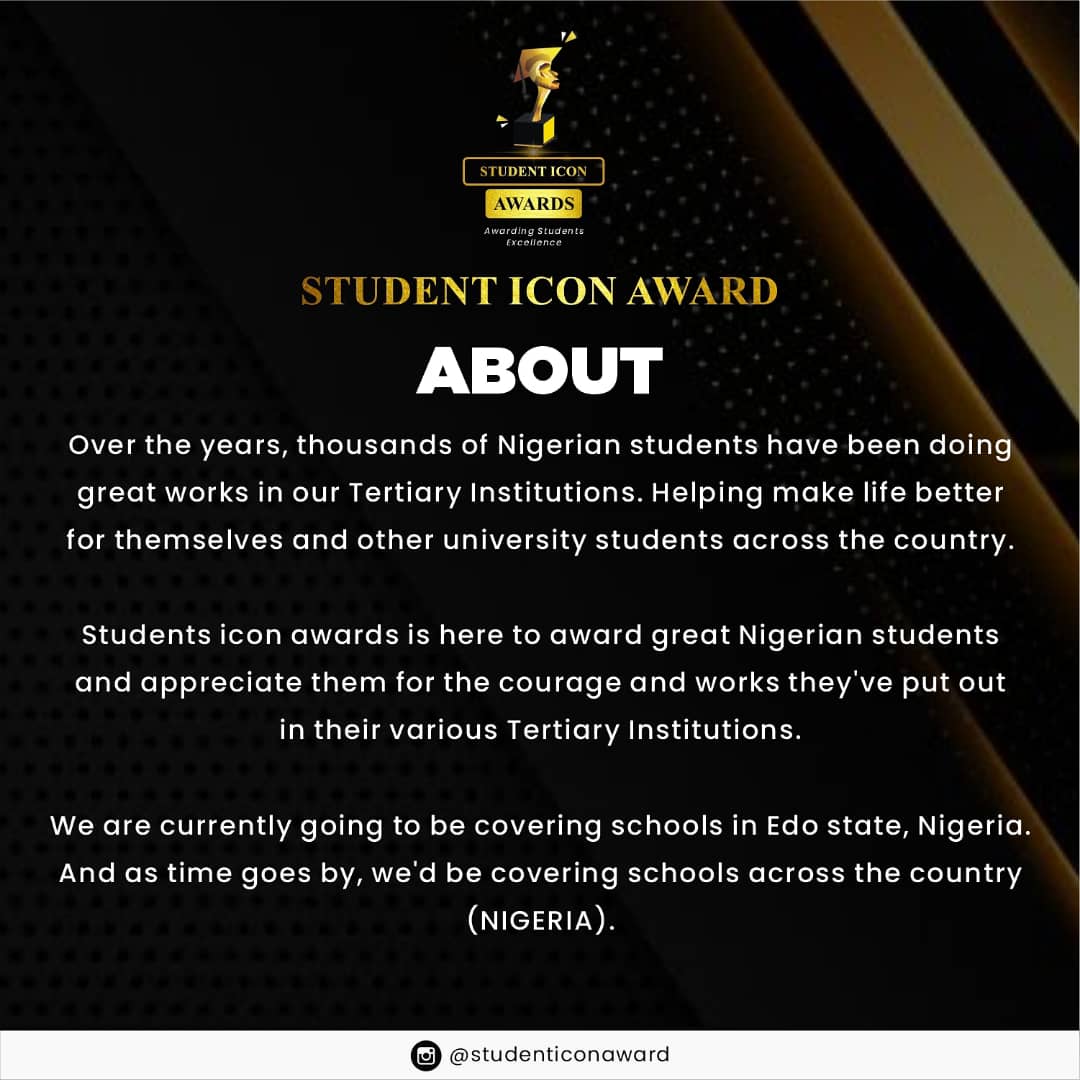 STUDENT ICON
AWARDS
Awarding Students
Excellence
STUDENT ICON AWARD
ABOUT
Over the years, thousands of Nigerian students have been doing
great works in our Tertiary Institutions. Helping make life better
for themselves and other university students across the country.
Students icon awards is here to award great Nigerian students
and appreciate them for the courage and works they've put out
in their various Tertiary Institutions.
We are currently going to be covering schools in Edo state, Nigeria.
And as time goes by, we'd be covering schools across the country
(NIGERIA).
@studenticonaward